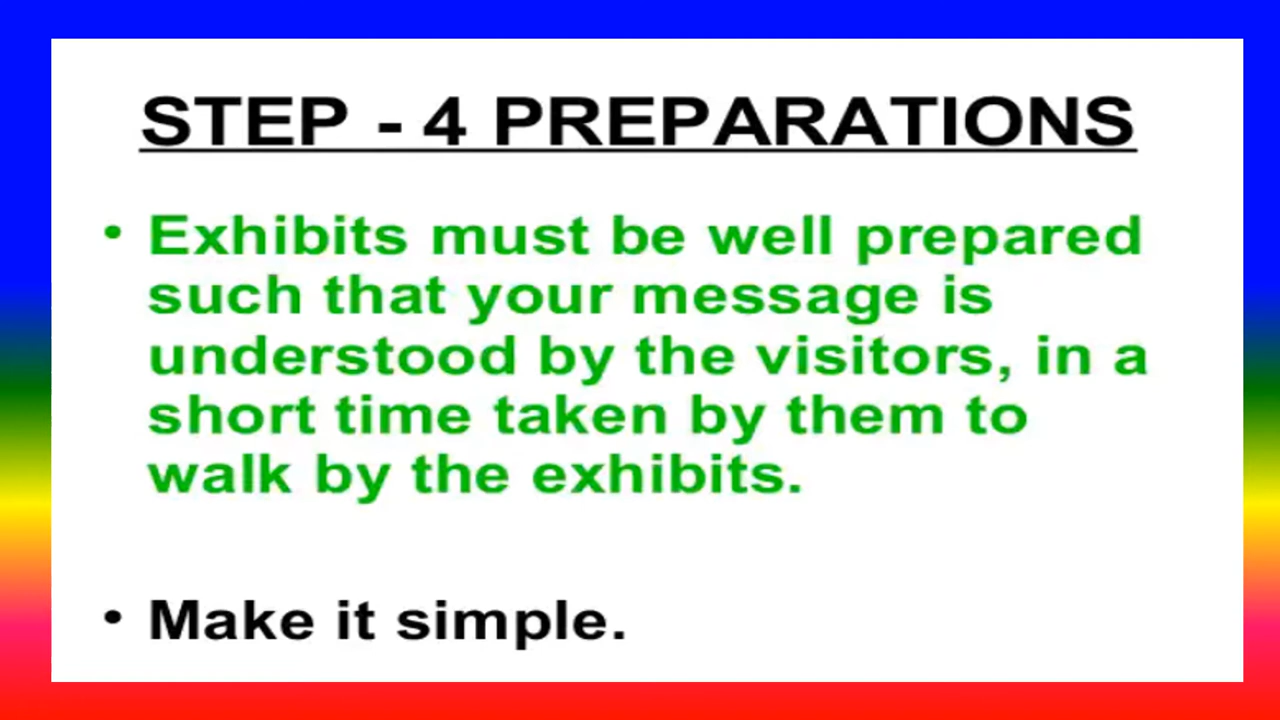 STEP - 4 PREPARATIONS
• Exhibits must be well prepared
such that your message is
understood by the visitors, in a
short time taken by them to
walk by the exhibits.
• Make it simple.